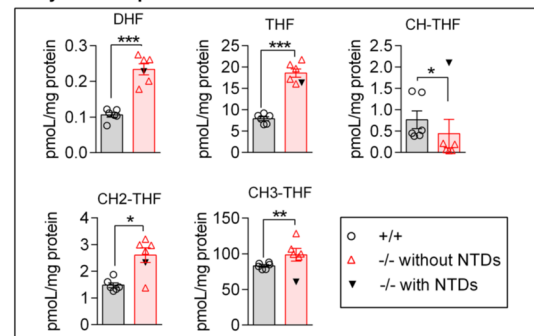 DHF
***
pmoL/mg protein
0.3
0.2
0.1
0.0
THF
***
pmoL/mg protein
25
20
15
10
5
0
CH-THF
*
pmoL/mg protein
2.5
2.0
1.5
1.0
0.5
0.0
CH2-THF
*
pmoL/mg protein
4
3
2
1
0
CH3-THF
**
pmoL/mg protein
150
100
50
0
+/+
-/- without NTDs
-/- with NTDs